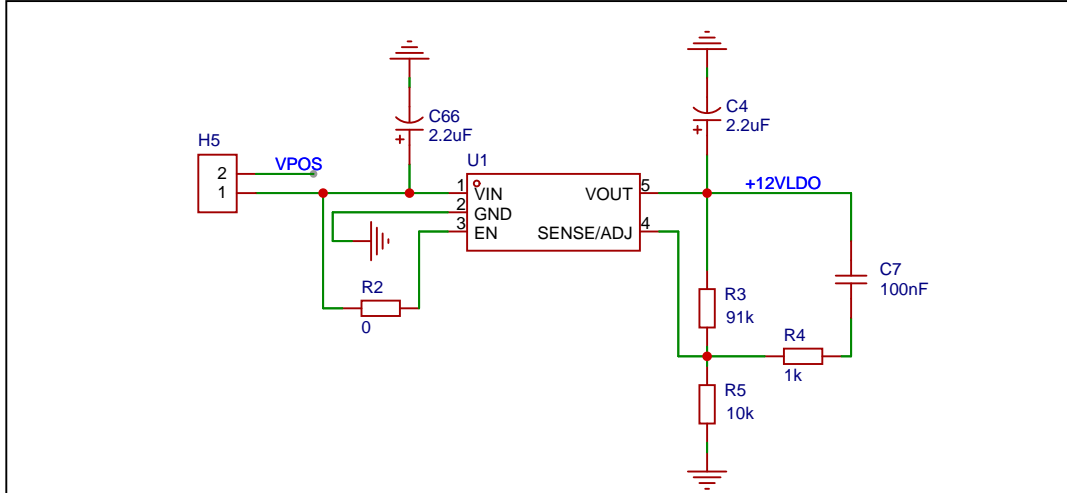 C66
2.2uF
C4
2.2uF
H5
2
1
VPOS
U1
1 VIN
2 GND
3 EN
VOUT 5
SENSE/ADJ 4
+12VLDO
R2
0
R3
91k
C7
100nF
R4
1k
R5
10k
+
+